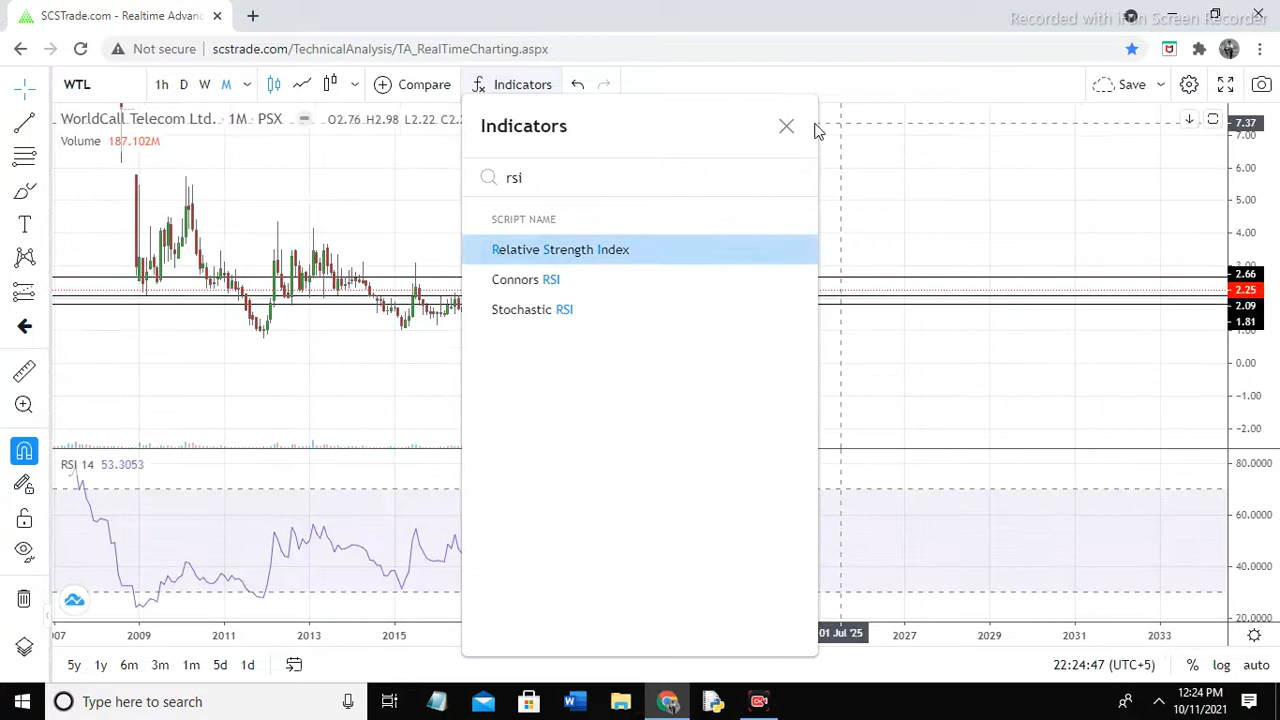 SCSTrade.com - Realtime Advanc
Recorded with iFun Screen Recorder
Not secure
scstrade.com/TechnicalAnalysis/TA_RealTimeCharting.aspx
WTL
1h
D
W
M
Compare
Indicators
Save
WorldCall Telecom Ltd. · 1M · PSX
O2.76 H2.98 L2.22 C2.
Volume 187.102M
Indicators
rsi
SCRIPT NAME
Relative Strength Index
Connors RSI
Stochastic RSI
7.37
7.00
6.00
5.00
4.00
3.00
2.66
2.25
2.09
1.81
1.00
0.00
−1.00
−2.00
RSI 14 53.3053
80.0000
60.0000
40.0000
20.0000
007
2009
2011
2013
2015
01 Jul '25
2027
2029
2031
2033
5y
1y
6m
3m
1m
5d
1d
22:24:47 (UTC+5)
%
log
auto
Type here to search
12:24 PM
10/11/2021